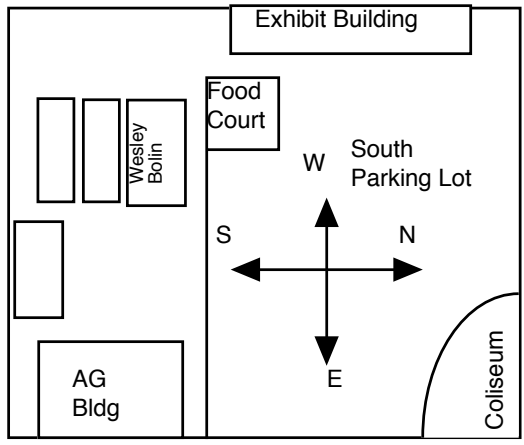 Exhibit Building
Food
Court
Wesley
Bolin
W
South
Parking Lot
S
N
E
AG
Bldg
Coliseum